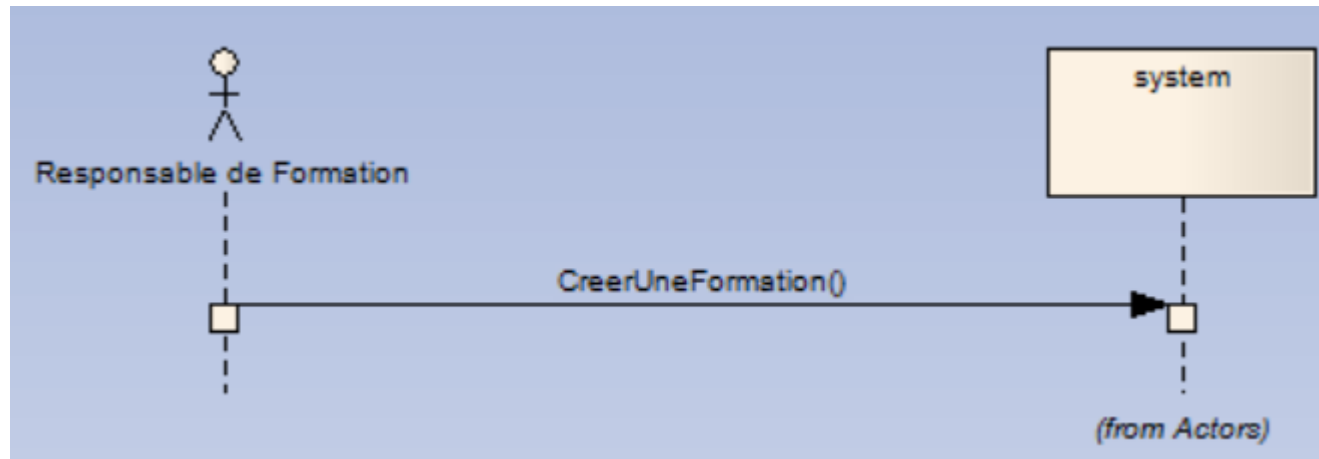 system
Responsable de Formation
CreerUneFormation()
(from Actors)